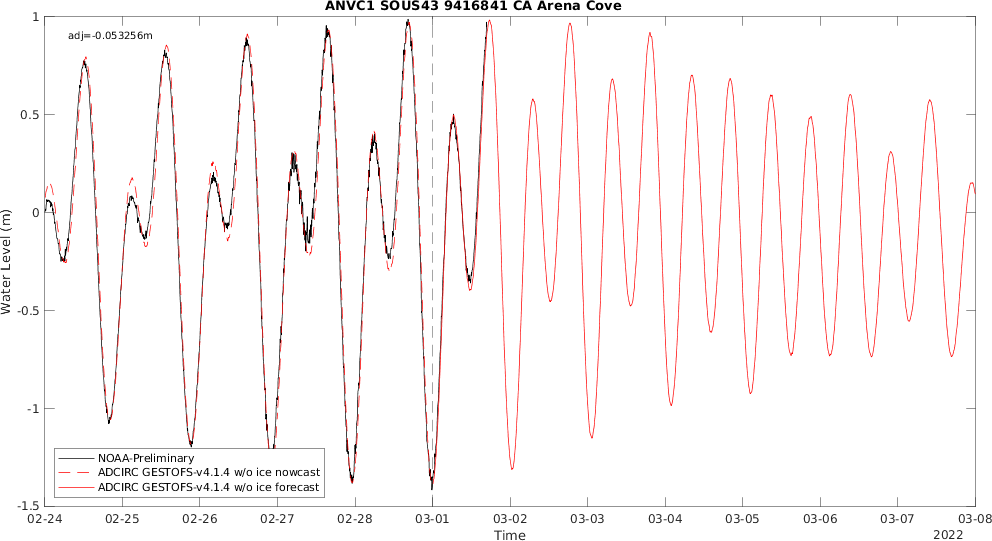 ANVC1 SOUS43 9416841 CA Arena Cove
adj=-0.053256m
1
0.5
0
-0.5
-1
-1.5
Water Level (m)
NOAA-Preliminary
ADCIRC GESTOFS-v4.1.4 w/o ice nowcast
ADCIRC GESTOFS-v4.1.4 w/o ice forecast
02-24 02-25 02-26 02-27 02-28 03-01 03-02 03-03 03-04 03-05 03-06 03-07 03-08
Time
2022